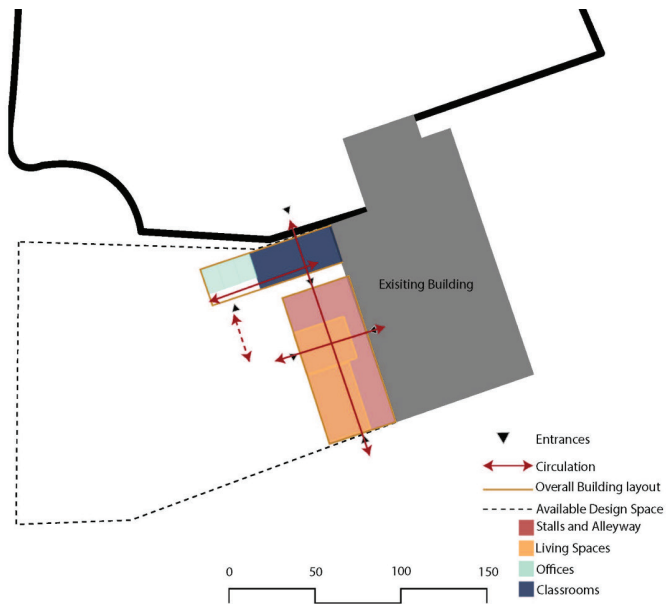 Exisiting Building
Entrances
Circulation
Overall Building layout
Available Design Space
Stalls and Alleyway
Living Spaces
Offices
Classrooms
0 50 100 150